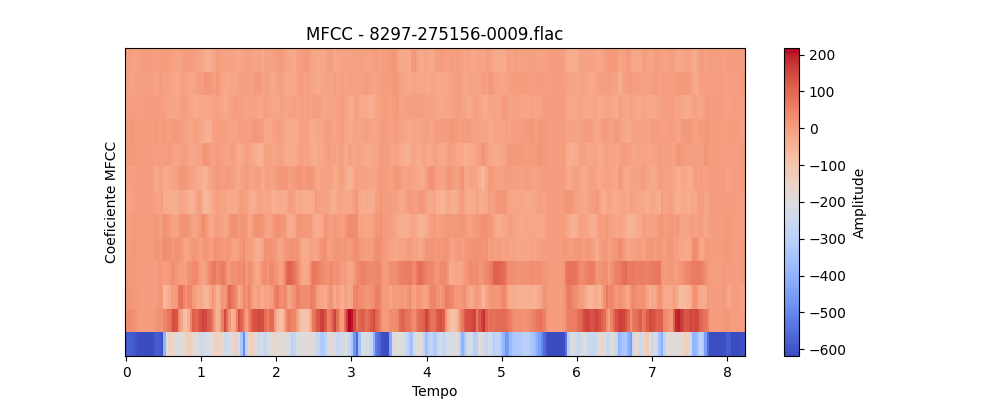 MFCC - 8297-275156-0009.flac
Coeficiente MFCC
0 1 2 3 4 5 6 7 8
Tempo
200
100
0
−100
−200
−300
−400
−500
−600
Amplitude